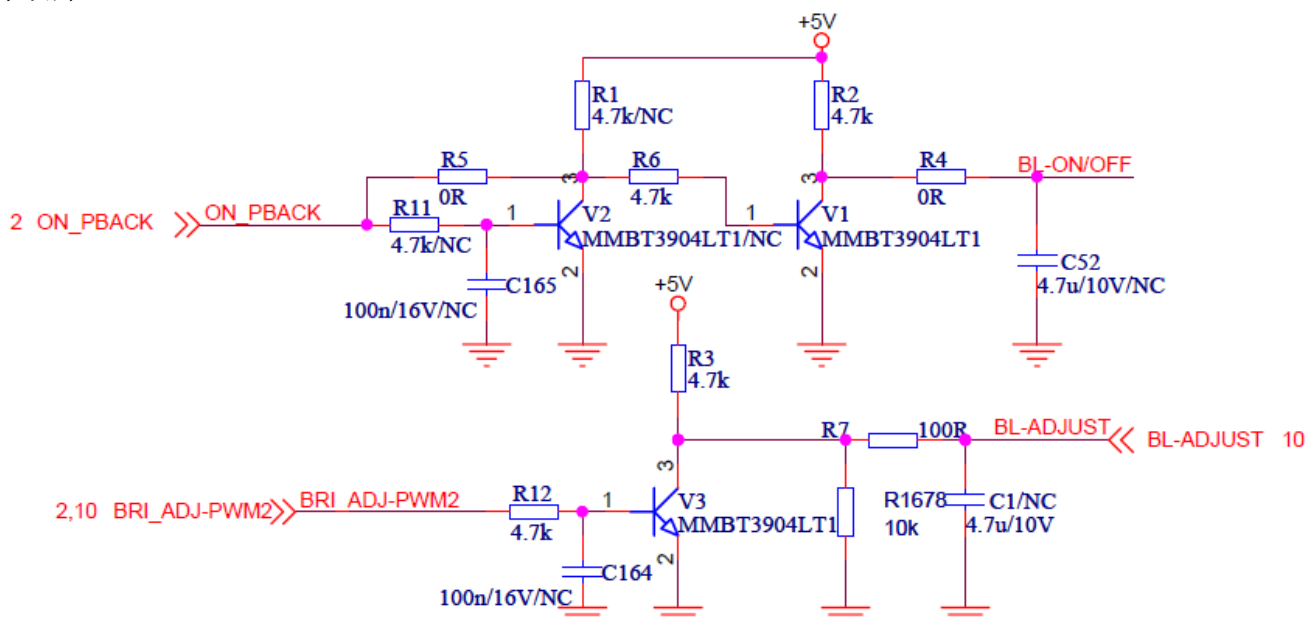 +5V
R1
4.7k/NC
R2
4.7k
R5
0R
3
R6
4.7k
3
R4
0R
BL-ON/OFF
2 ON_PBACK
ON_PBACK
R11
4.7k/NC
1
V2
MMBT3904LT1/NC
1
V1
MMBT3904LT1
2
2
C165
100n/16V/NC
C52
4.7u/10V/NC
+5V
R3
4.7k
R7
100R
BL-ADJUST
BL-ADJUST 10
3
2,10 BRI_ADJ-PWM2
BRI_ADJ-PWM2
R12
4.7k
1
V3
MMBT3904LT1
2
R1678
10k
C1/NC
4.7u/10V
C164
100n/16V/NC